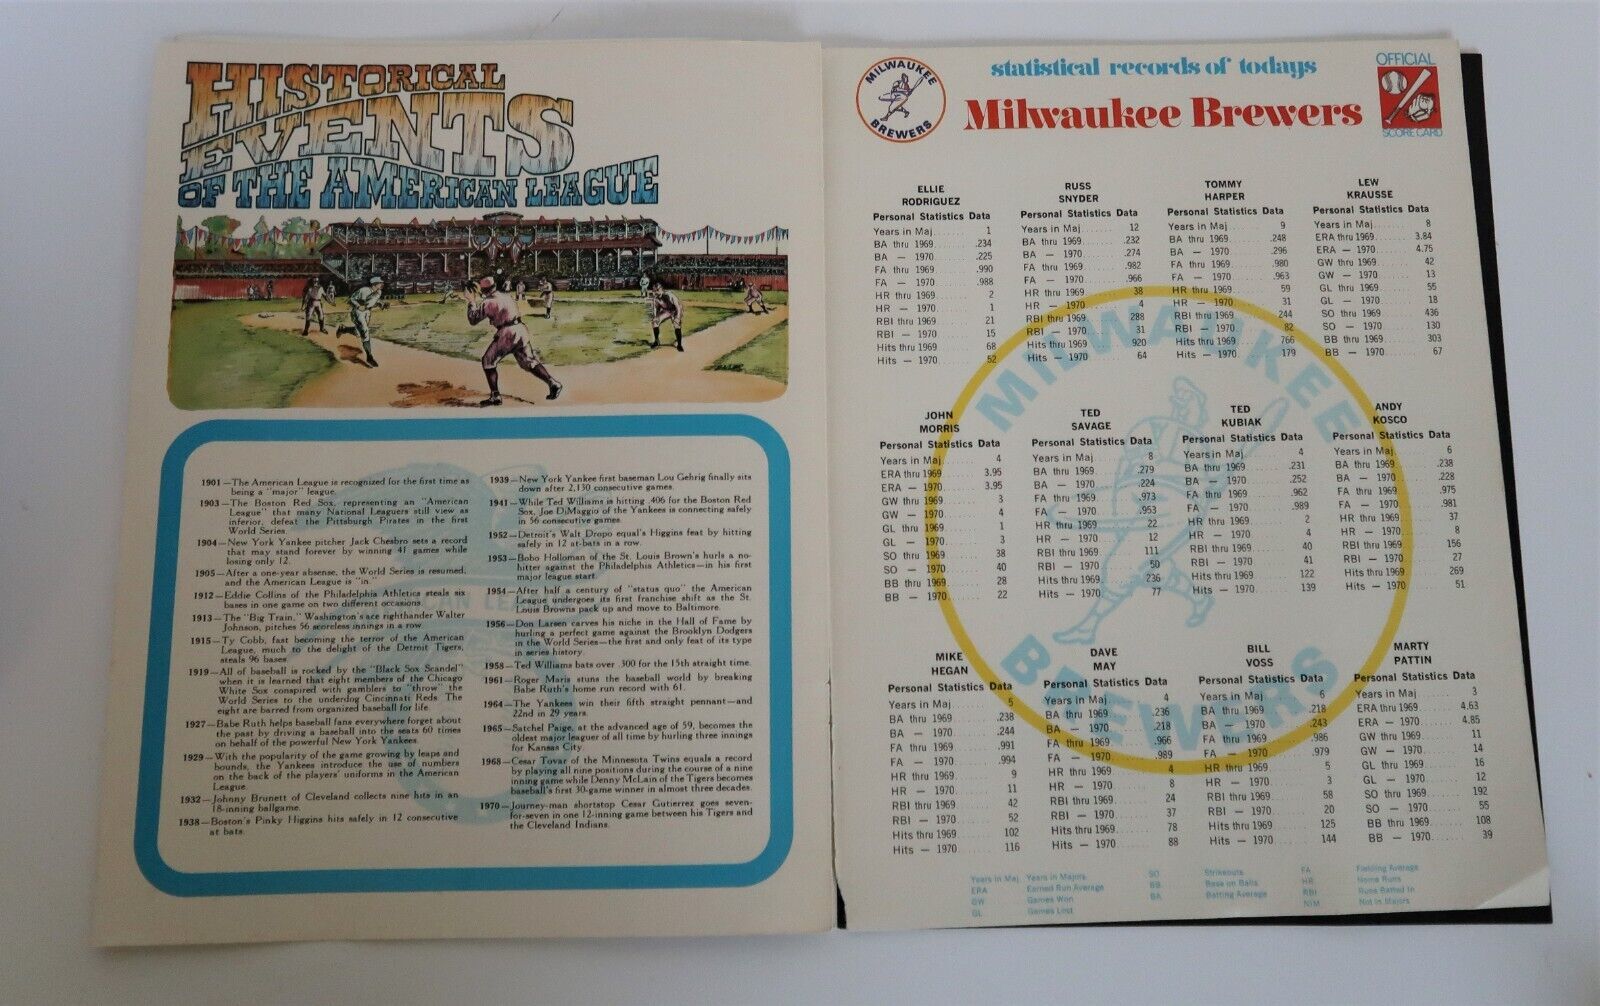 HISTORICAL
EVENTS
OF THE AMERICAN LEAGUE
1901—The American League is recognized for the first time as
being a "major" league.
1903—The Boston Red Sox, representing an "American
League" that many National Leaguers still view as
inferior, defeat the Pittsburgh Pirates in the first
World Series.
1904—New York Yankee pitcher Jack Chesbro sets a record
that may stand forever by winning 41 games while
losing only 12.
1905—After a one-year absense, the World Series is resumed,
and the American League is "in."
1912—Eddie Collins of the Philadelphia Athletics steals six
bases in one game on two different occasions.
1913—The "Big Train," Washington's ace righthander Walter
Johnson, pitches 56 scoreless innings in a row.
1915—Ty Cobb, fast becoming the terror of the American
League, much to the delight of the Detroit Tigers,
steals 96 bases.
1919—All of baseball is rocked by the "Black Sox Scandel"
when it is learned that eight members of the Chicago
White Sox conspired with gamblers to "throw" the
World Series to the underdog Cincinnati Reds. The
eight are barred from organized baseball for life.
1927—Babe Ruth helps baseball fans everywhere forget about
the past by driving a baseball into the seats 60 times
on behalf of the powerful New York Yankees.
1929—With the popularity of the game growing by leaps and
bounds, the Yankees introduce the use of numbers
on the back of the players' uniforms in the American
League.
1932—Johnny Brunett of Cleveland collects nine hits in an
18-inning ballgame.
1938—Boston's Pinky Higgins hits safely in 12 consecutive
at bats.
1939—New York Yankees first baseman Lou Gehrig finally sits
down after 2,130 consecutive games.
1941—While Ted Williams is hitting .406 for the Boston Red
Sox, Joe DiMaggio of the Yankees is connecting safely
in 56 consecutive games.
1952—Detroit's Walt Dropo equal's Higgins feat by hitting
safely in 12 at-bats in a row.
1953—Bobo Holloman of the St. Louis Brown's hurls a no-
hitter against the Philadelphia Athletics—in his first
major league start.
1954—After half a century of "status quo" the American
League undergoes its first franchise shift as the St.
Louis Browns pack up and move to Baltimore.
1956—Don Larsen carves his niche in the Hall of Fame by
hurling a perfect game against the Brooklyn Dodgers
in the World Series—the first and only feat of its type
in series history.
1958—Ted Williams bats over .300 for the 15th straight time.
1961—Roger Maris stuns the baseball world by breaking
Babe Ruth's home run record with 61.
1964—The Yankees win their fifth straight pennant—and
22nd in 29 years.
1965—Satchel Paige, at the advanced age of 59, becomes the
oldest major leaguer of all time by hurling three innings
for Kansas City.
1968—Cesar Tovar of the Minnesota Twins equals a record
by playing all nine positions during the course of a nine
inning game while Denny McLain of the Tigers becomes
baseball's first 30-game winner in almost three decades.
1970—Journey-man shortstop Cesar Gutierrez goes seven-
for-seven in one 12-inning game between his Tigers and
the Cleveland Indians.
MILWAUKEE
BREWERS
statistical records of todays
Milwaukee Brewers
OFFICIAL
SCORE CARD
ELLIE
RODRIGUEZ
Personal Statistics Data
Years in Maj. 1
BA thru 1969 .234
BA — 1970 .225
FA thru 1969 .990
FA — 1970 .988
HR thru 1969 2
HR — 1970 1
RBI thru 1969 21
RBI — 1970 15
Hits thru 1969 68
Hits — 1970 52
RUSS
SNYDER
Personal Statistics Data
Years in Maj. 12
BA thru 1969 .232
BA — 1970 .274
FA thru 1969 .982
FA — 1970 .966
HR thru 1969 38
HR — 1970 4
RBI thru 1969 288
RBI — 1970 31
Hits thru 1969 920
Hits — 1970 64
TOMMY
HARPER
Personal Statistics Data
Years in Maj. 9
BA thru 1969 .248
BA — 1970 .296
FA thru 1969 .980
FA — 1970 .963
HR thru 1969 59
HR — 1970 31
RBI thru 1969 244
RBI — 1970 82
Hits thru 1969 766
Hits — 1970 179
LEW
KRAUSSE
Personal Statistics Data
Years in Maj. 8
ERA thru 1969 3.84
ERA — 1970 4.75
GW thru 1969 42
GW — 1970 13
GL thru 1969 55
GL — 1970 18
SO thru 1969 436
SO — 1970 130
BB thru 1969 303
BB — 1970 67
JOHN
MORRIS
Personal Statistics Data
Years in Maj. 4
ERA thru 1969 3.95
ERA — 1970 3.95
GW thru 1969 3
GW — 1970 4
GL thru 1969 1
GL — 1970 3
SO thru 1969 38
SO — 1970 40
BB thru 1969 28
BB — 1970 22
TED
SAVAGE
Personal Statistics Data
Years in Maj. 8
BA thru 1969 .279
BA — 1970 .224
FA thru 1969 .973
FA — 1970 .953
HR thru 1969 22
HR — 1970 12
RBI thru 1969 111
RBI — 1970 50
Hits thru 1969 236
Hits — 1970 77
TED
KUBIAK
Personal Statistics Data
Years in Maj. 4
BA thru 1969 .231
BA — 1970 .252
FA thru 1969 .962
FA — 1970 .989
HR thru 1969 2
HR — 1970 4
RBI thru 1969 40
RBI — 1970 41
Hits thru 1969 122
Hits — 1970 139
ANDY
KOSCO
Personal Statistics Data
Years in Maj. 6
BA thru 1969 .238
BA — 1970 .228
FA thru 1969 .975
FA — 1970 .981
HR thru 1969 37
HR — 1970 8
RBI thru 1969 156
RBI — 1970 27
Hits thru 1969 269
Hits — 1970 51
MIKE
HEGAN
Personal Statistics Data
Years in Maj. 5
BA thru 1969 .238
BA — 1970 .244
FA thru 1969 .991
FA — 1970 .994
HR thru 1969 9
HR — 1970 11
RBI thru 1969 42
RBI — 1970 52
Hits thru 1969 102
Hits — 1970 116
DAVE
MAY
Personal Statistics Data
Years in Maj. 4
BA thru 1969 .236
BA — 1970 .218
FA thru 1969 .966
FA — 1970 .989
HR thru 1969 4
HR — 1970 8
RBI thru 1969 24
RBI — 1970 37
Hits thru 1969 78
Hits — 1970 88
BILL
VOSS
Personal Statistics Data
Years in Maj. 6
BA thru 1969 .218
BA — 1970 .243
FA thru 1969 .986
FA — 1970 .979
HR thru 1969 5
HR — 1970 3
RBI thru 1969 58
RBI — 1970 20
Hits thru 1969 125
Hits — 1970 144
MARTY
PATTIN
Personal Statistics Data
Years in Maj. 3
ERA thru 1969 4.63
ERA — 1970 4.85
GW thru 1969 11
GW — 1970 14
GL thru 1969 16
GL — 1970 12
SO thru 1969 192
SO — 1970 55
BB thru 1969 108
BB — 1970 39
MILWAUKEE
BREWERS
Years in Maj. Years in Majors
ERA Earned Run Average
GW Games Won
GL Games Lost
SO Strikeouts
BB Base on Balls
BA Batting Average
FA Fielding Average
HR Home Runs
RBI Runs Batted In
NIM Not in Majors